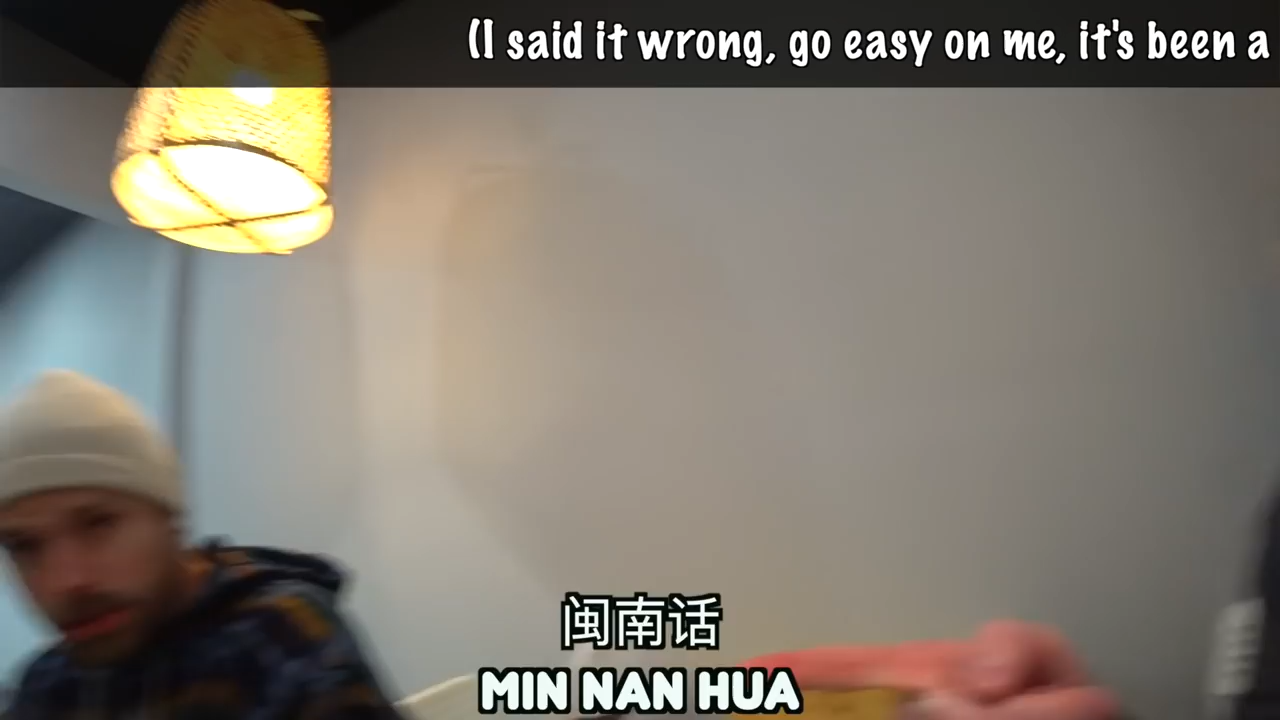 (I said it wrong, go easy on me, it's been a
闽南话
MIN NAN HUA